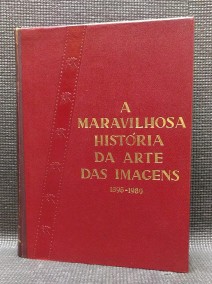 A
MARAVILHOSA
HISTÓRIA
DA ARTE
DAS IMAGENS